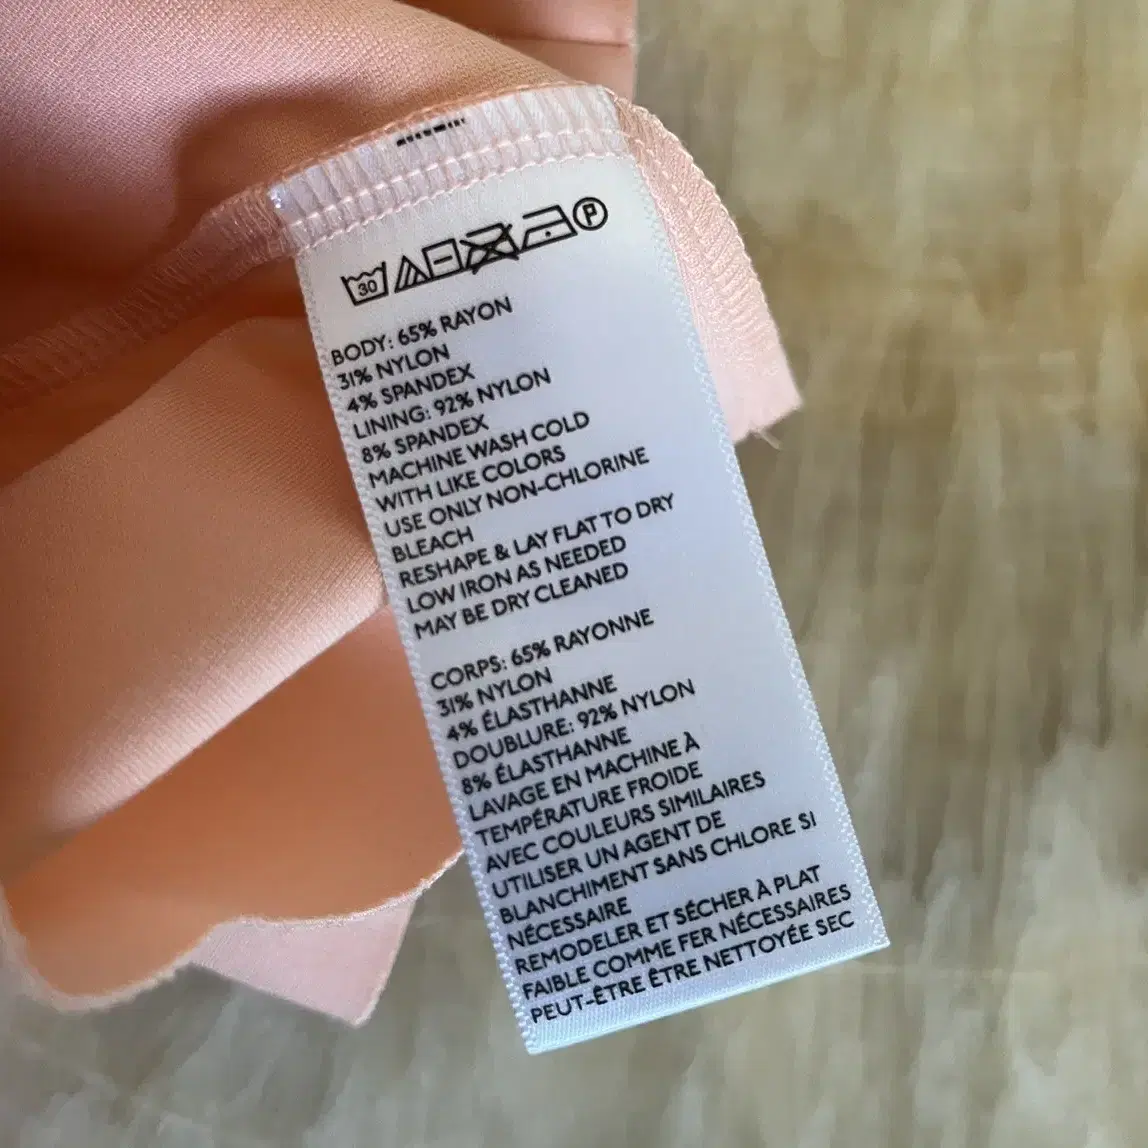 30 P
BODY: 65% RAYON
31% NYLON
4% SPANDEX
LINING: 92% NYLON
8% SPANDEX
MACHINE WASH COLD
WITH LIKE COLORS
USE ONLY NON-CHLORINE
BLEACH
RESHAPE & LAY FLAT TO DRY
LOW IRON AS NEEDED
MAY BE DRY CLEANED
CORPS: 65% RAYONNE
31% NYLON
4% ÉLASTHANNE
DOUBLURE: 92% NYLON
8% ÉLASTHANNE
LAVAGE EN MACHINE À
TEMPÉRATURE FROIDE
AVEC COULEURS SIMILAIRES
UTILISER UN AGENT DE
BLANCHIMENT SANS CHLORE SI
NÉCESSAIRE
REMODELER ET SÉCHER À PLAT
FAIBLE COMME FER NÉCESSAIRES
PEUT-ÊTRE ÊTRE NETTOYÉE SEC